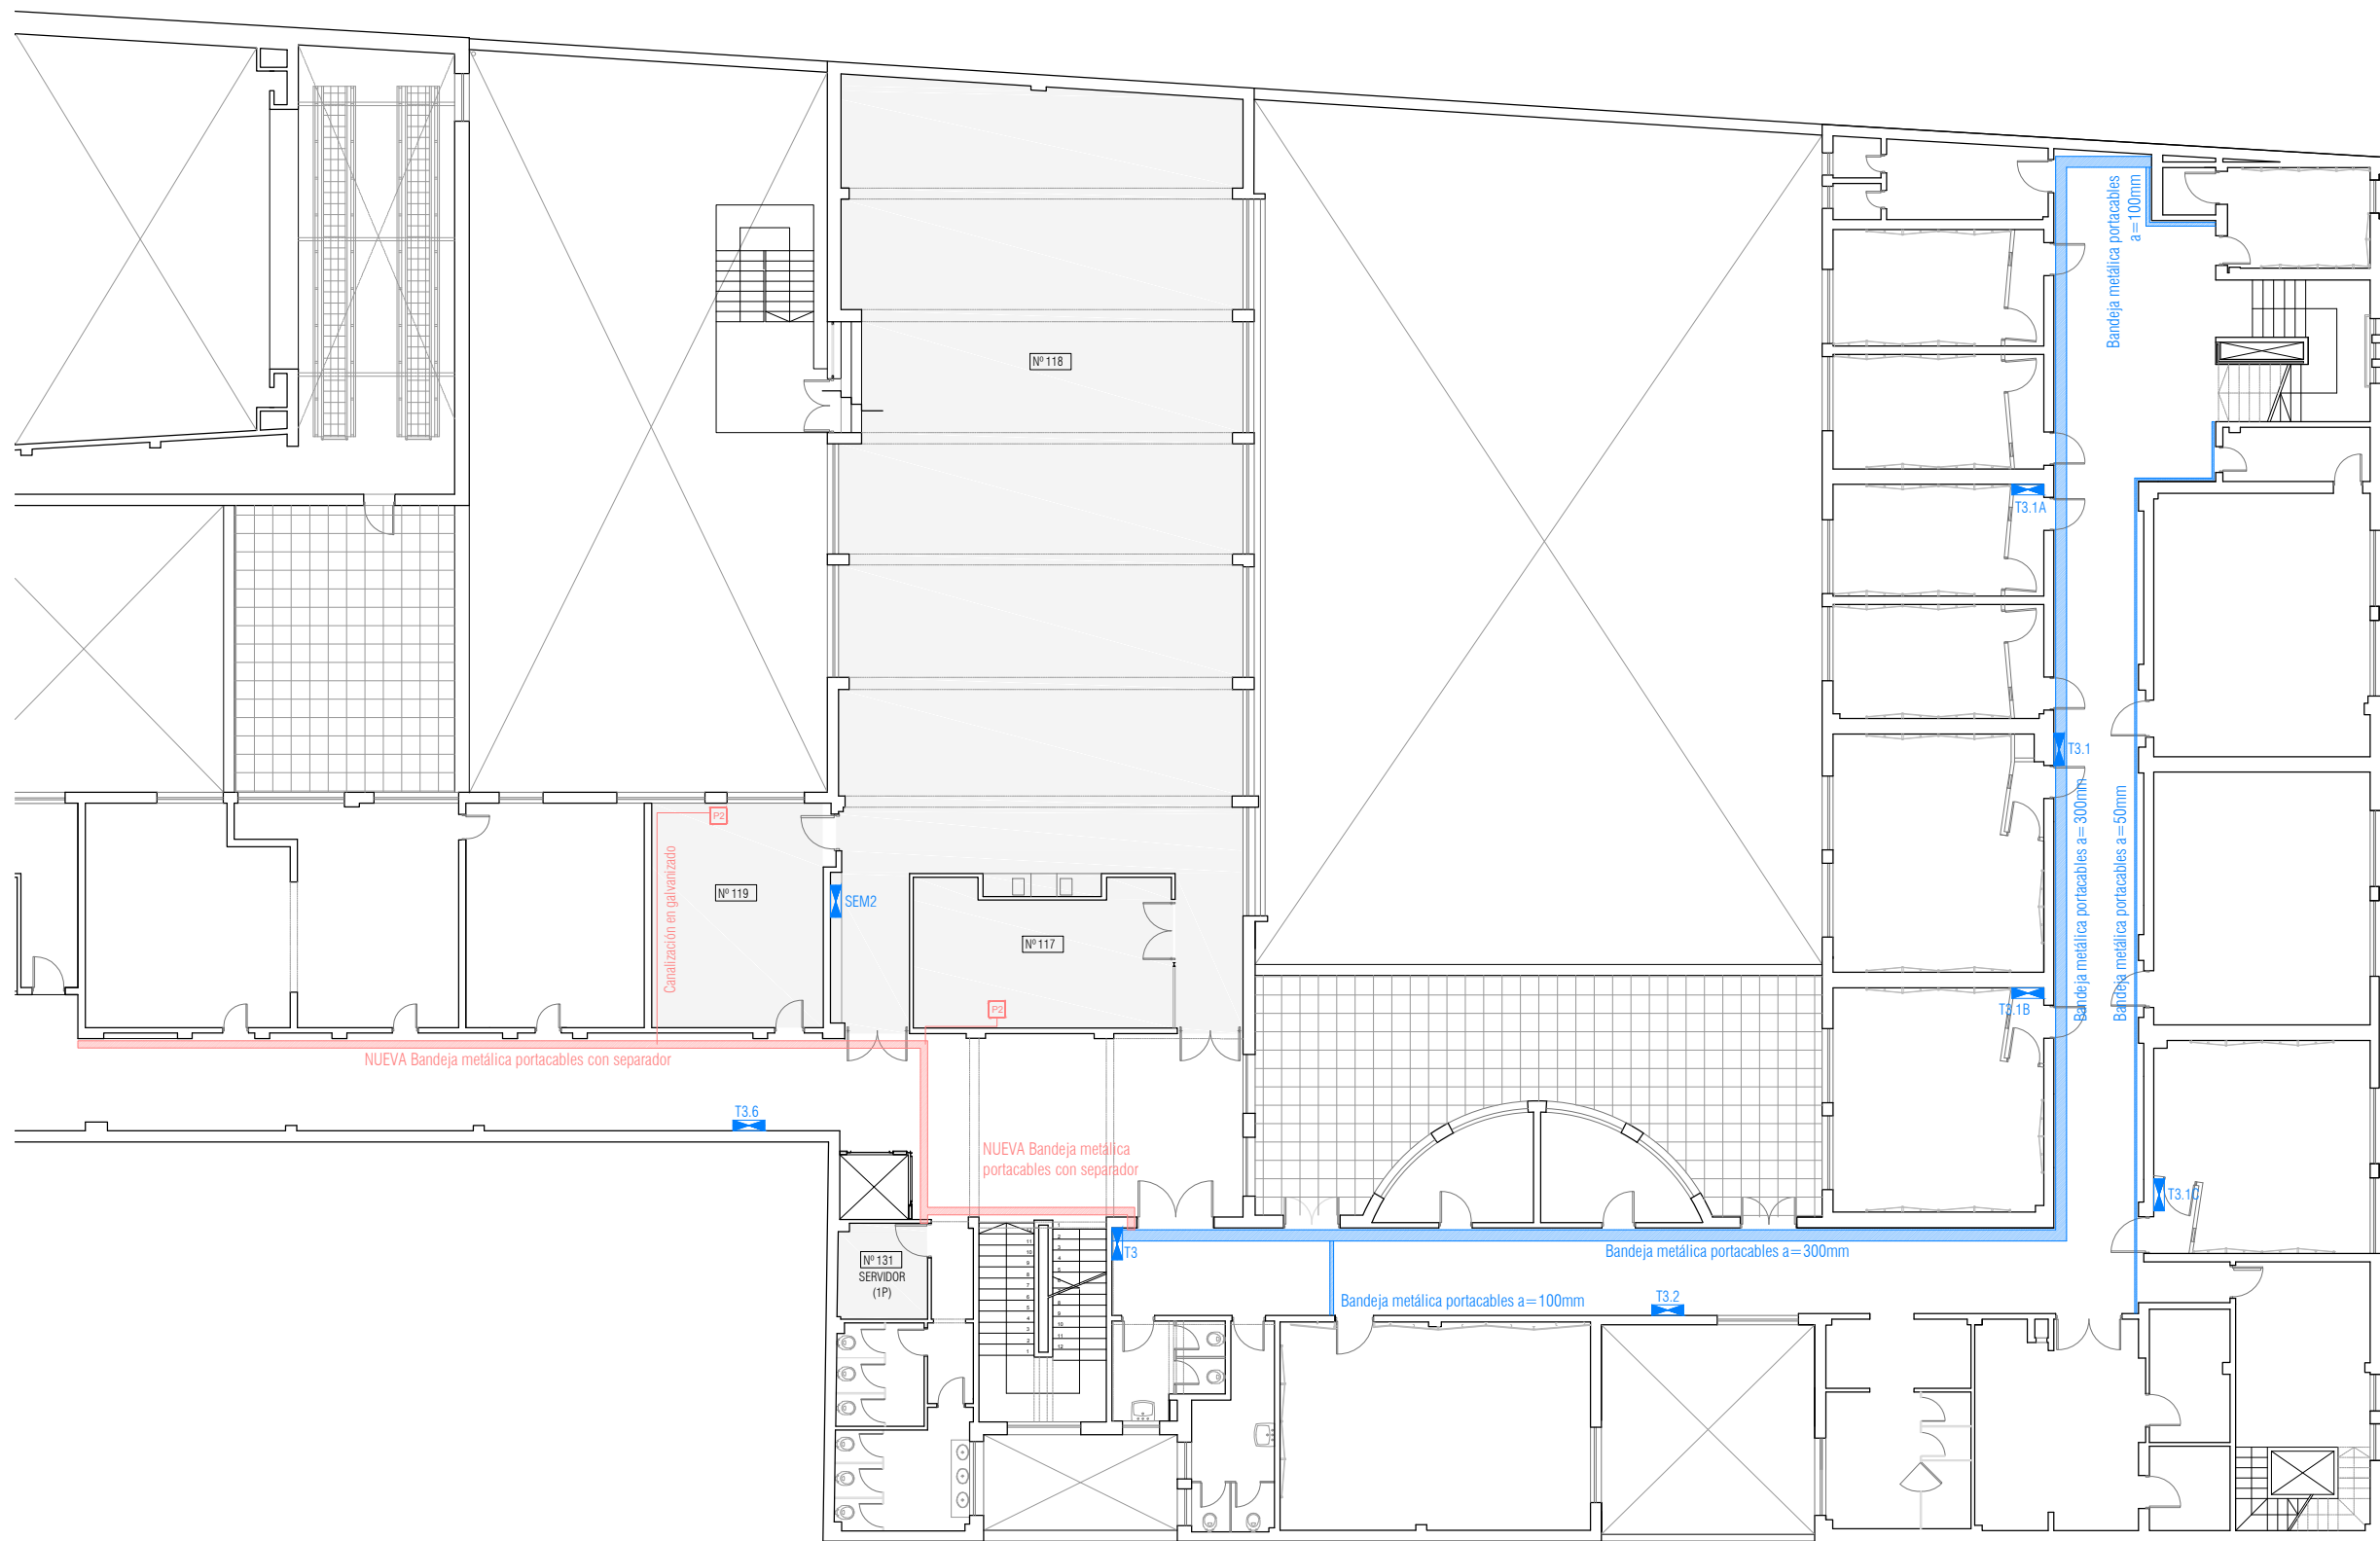 Bandeja metálica portacables
a=100mm
Nº 118
T3.1A
T3.1
P2
Canalización en galvanizado
Nº 119
SEM2
Nº 117
P2
Bandeja metálica portacables a=300mm
Bandeja metálica portacables a=50mm
T3.1B
NUEVA Bandeja metálica portacables con separador
T3.6
NUEVA Bandeja metálica
portacables con separador
T3.1C
T3
Bandeja metálica portacables a=300mm
Nº 131
SERVIDOR
(1P)
Bandeja metálica portacables a=100mm
T3.2